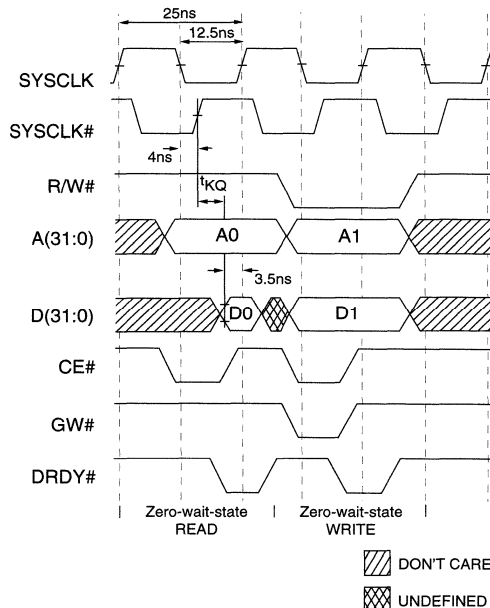 25ns
12.5ns
SYSCLK
SYSCLK#
4ns
tKQ
R/W#
A(31:0)
A0
A1
3.5ns
D(31:0)
D0
D1
CE#
GW#
DRDY#
Zero-wait-state
READ
Zero-wait-state
WRITE
DON'T CARE
UNDEFINED